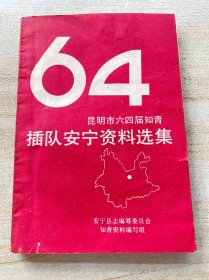 64
昆明市六四届知青
插队安宁资料选集
安宁县志编纂委员会
知青资料编写组